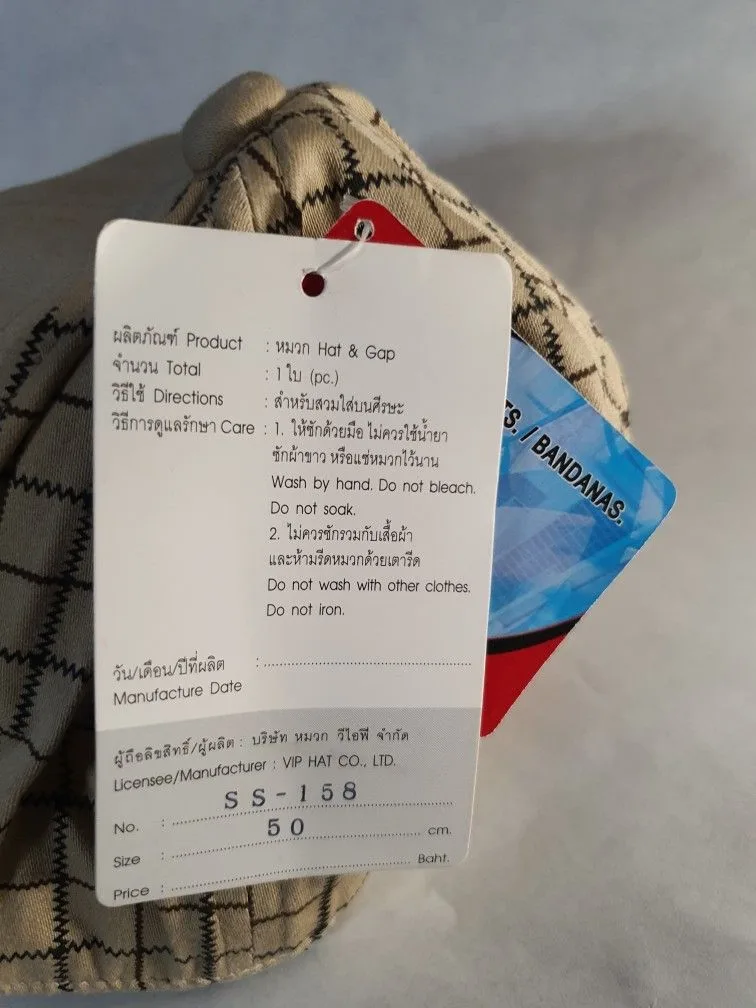 ผลิตภัณฑ์ Product : หมวก Hat & Gap
จำนวน Total : 1 ใบ (pc.)
วิธีใช้ Directions : สำหรับสวมใส่บนศีรษะ
วิธีการดูแลรักษา Care : 1. ให้ซักด้วยมือ ไม่ควรใช้น้ำยา
ซักผ้าขาว หรือแช่หมวกไว้นาน
Wash by hand. Do not bleach.
Do not soak.
2. ไม่ควรซักรวมกับเสื้อผ้า
และห้ามรีดหมวกด้วยเตารีด
Do not wash with other clothes.
Do not iron.
วัน/เดือน/ปีที่ผลิต :
Manufacture Date
ผู้ถือลิขสิทธิ์/ผู้ผลิต : บริษัท หมวก วีไอพี จำกัด
Licensee/Manufacturer : VIP HAT CO., LTD.
No. : SS-158
Size : 50 cm.
Price : Baht.
S. / BANDANAS.